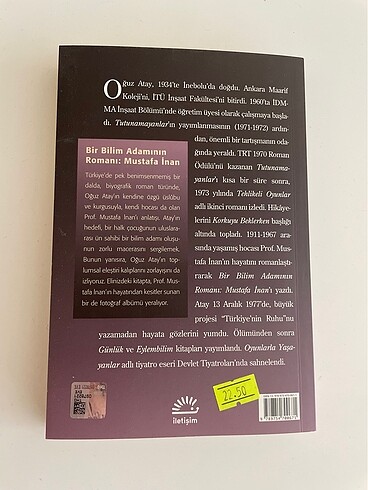 Oğuz Atay, 1934'te İnebolu'da doğdu. Ankara Maarif
Koleji'ni, İTÜ İnşaat Fakültesi'ni bitirdi. 1960'ta İDM-
MA İnşaat Bölümü'nde öğretim üyesi olarak çalışmaya baş-
ladı. Tutunamayanlar'ın yayımlanmasının (1971-1972) ardın-
dan, önemli bir tartışmanın oda-
ğında yeraldı. TRT 1970 Roman
Ödülü'nü kazanan Tutunama-
yanlar'ı kısa bir süre sonra,
1973 yılında Tehlikeli Oyunlar
adlı ikinci romanı izledi. Hikâye-
lerini Korkuyu Beklerken başlığı
altında topladı. 1911-1967 ara-
sında yaşamış hocası Prof. Mus-
tafa İnan'ın hayatını romanlaştı-
rarak Bir Bilim Adamının
Romanı: Mustafa İnan'ı yazdı.
Atay 13 Aralık 1977'de, büyük
projesi "Türkiye'nin Ruhu"nu
yazamadan hayata gözlerini yumdu. Ölümünden sonra
Günlük ve Eylembilim kitapları yayımlandı. Oyunlarla Yaşa-
yanlar adlı tiyatro eseri Devlet Tiyatroları'nda sahnelendi.
Bir Bilim Adamının
Romanı: Mustafa İnan
Türkiye'de pek benimsenmemiş bir
dalda, biyografik roman türünde,
Oğuz Atay'ın kendine özgü üslûbu
ve kurgusuyla, kendi hocası da olan
Prof. Mustafa İnan'ı anlatışı. Atay'ın
hedefi, bir halk çocuğunun uluslara-
rası ün sahibi bir bilim adamı oluşu-
nun zorlu macerasını sergilemek.
Bunun yanısıra, Oğuz Atay'ın top-
lumsal eleştiri kalıplarını zorlayışını da
izliyoruz. Elinizdeki kitapta, Prof. Mus-
tafa İnan'ın hayatından kesitler sunan
bir de fotoğraf albümü yeralıyor.
iletişim
22.50